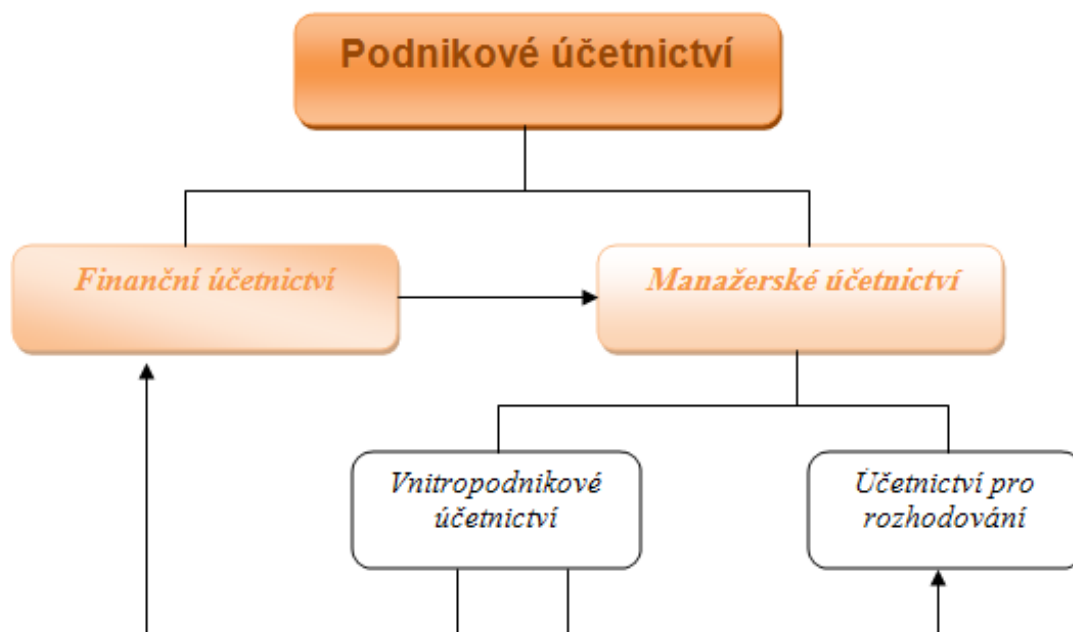 Podnikové účetnictví
Finanční účetnictví
Manažerské účetnictví
Vnitropodnikové
účetnictví
Účetnictví pro
rozhodování